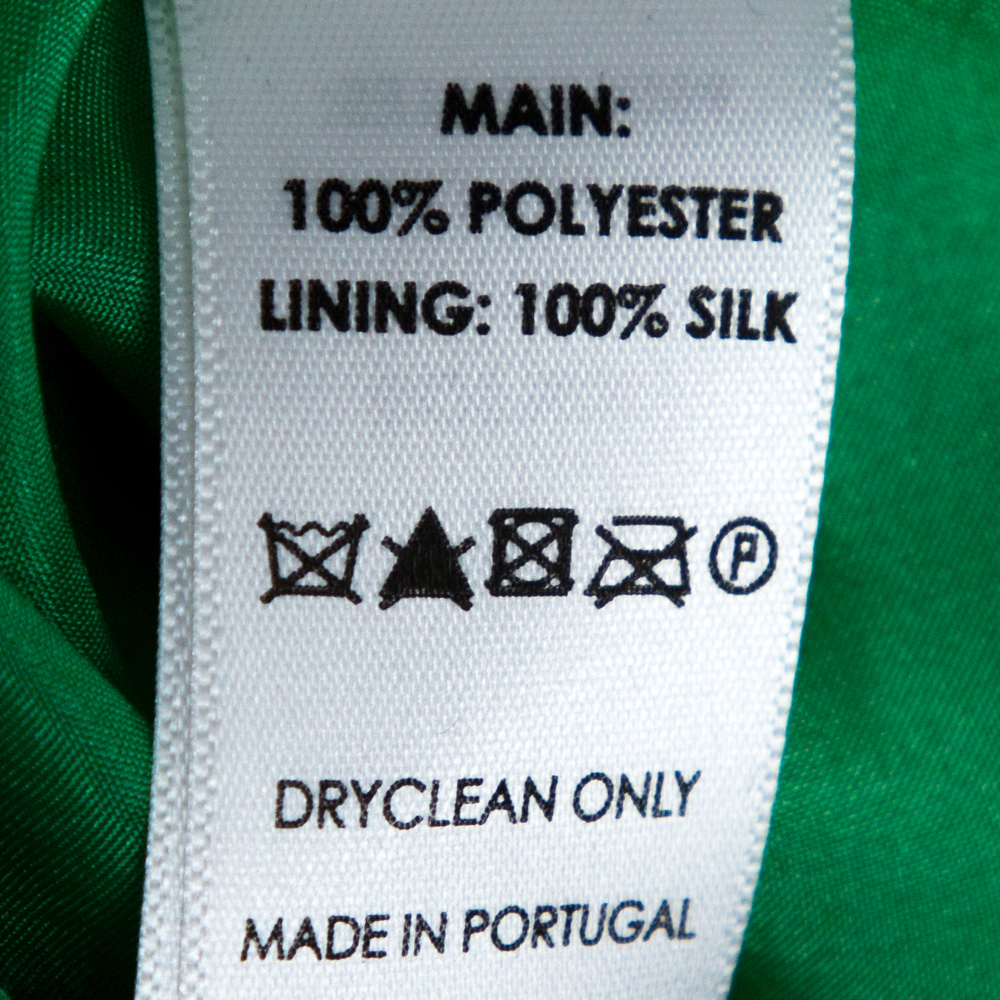 MAIN:
100% POLYESTER
LINING: 100% SILK
P
DRYCLEAN ONLY
MADE IN PORTUGAL